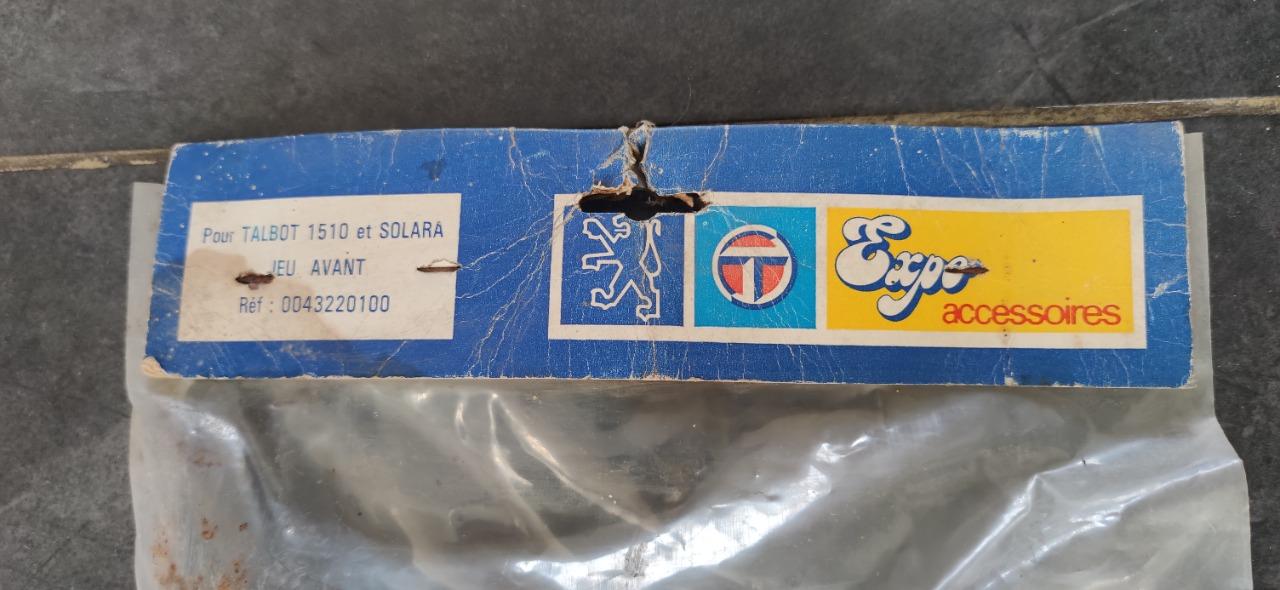 Pour TALBOT 1510 et SOLARA
JEU AVANT
Réf : 0043220100
Expo
accessoires